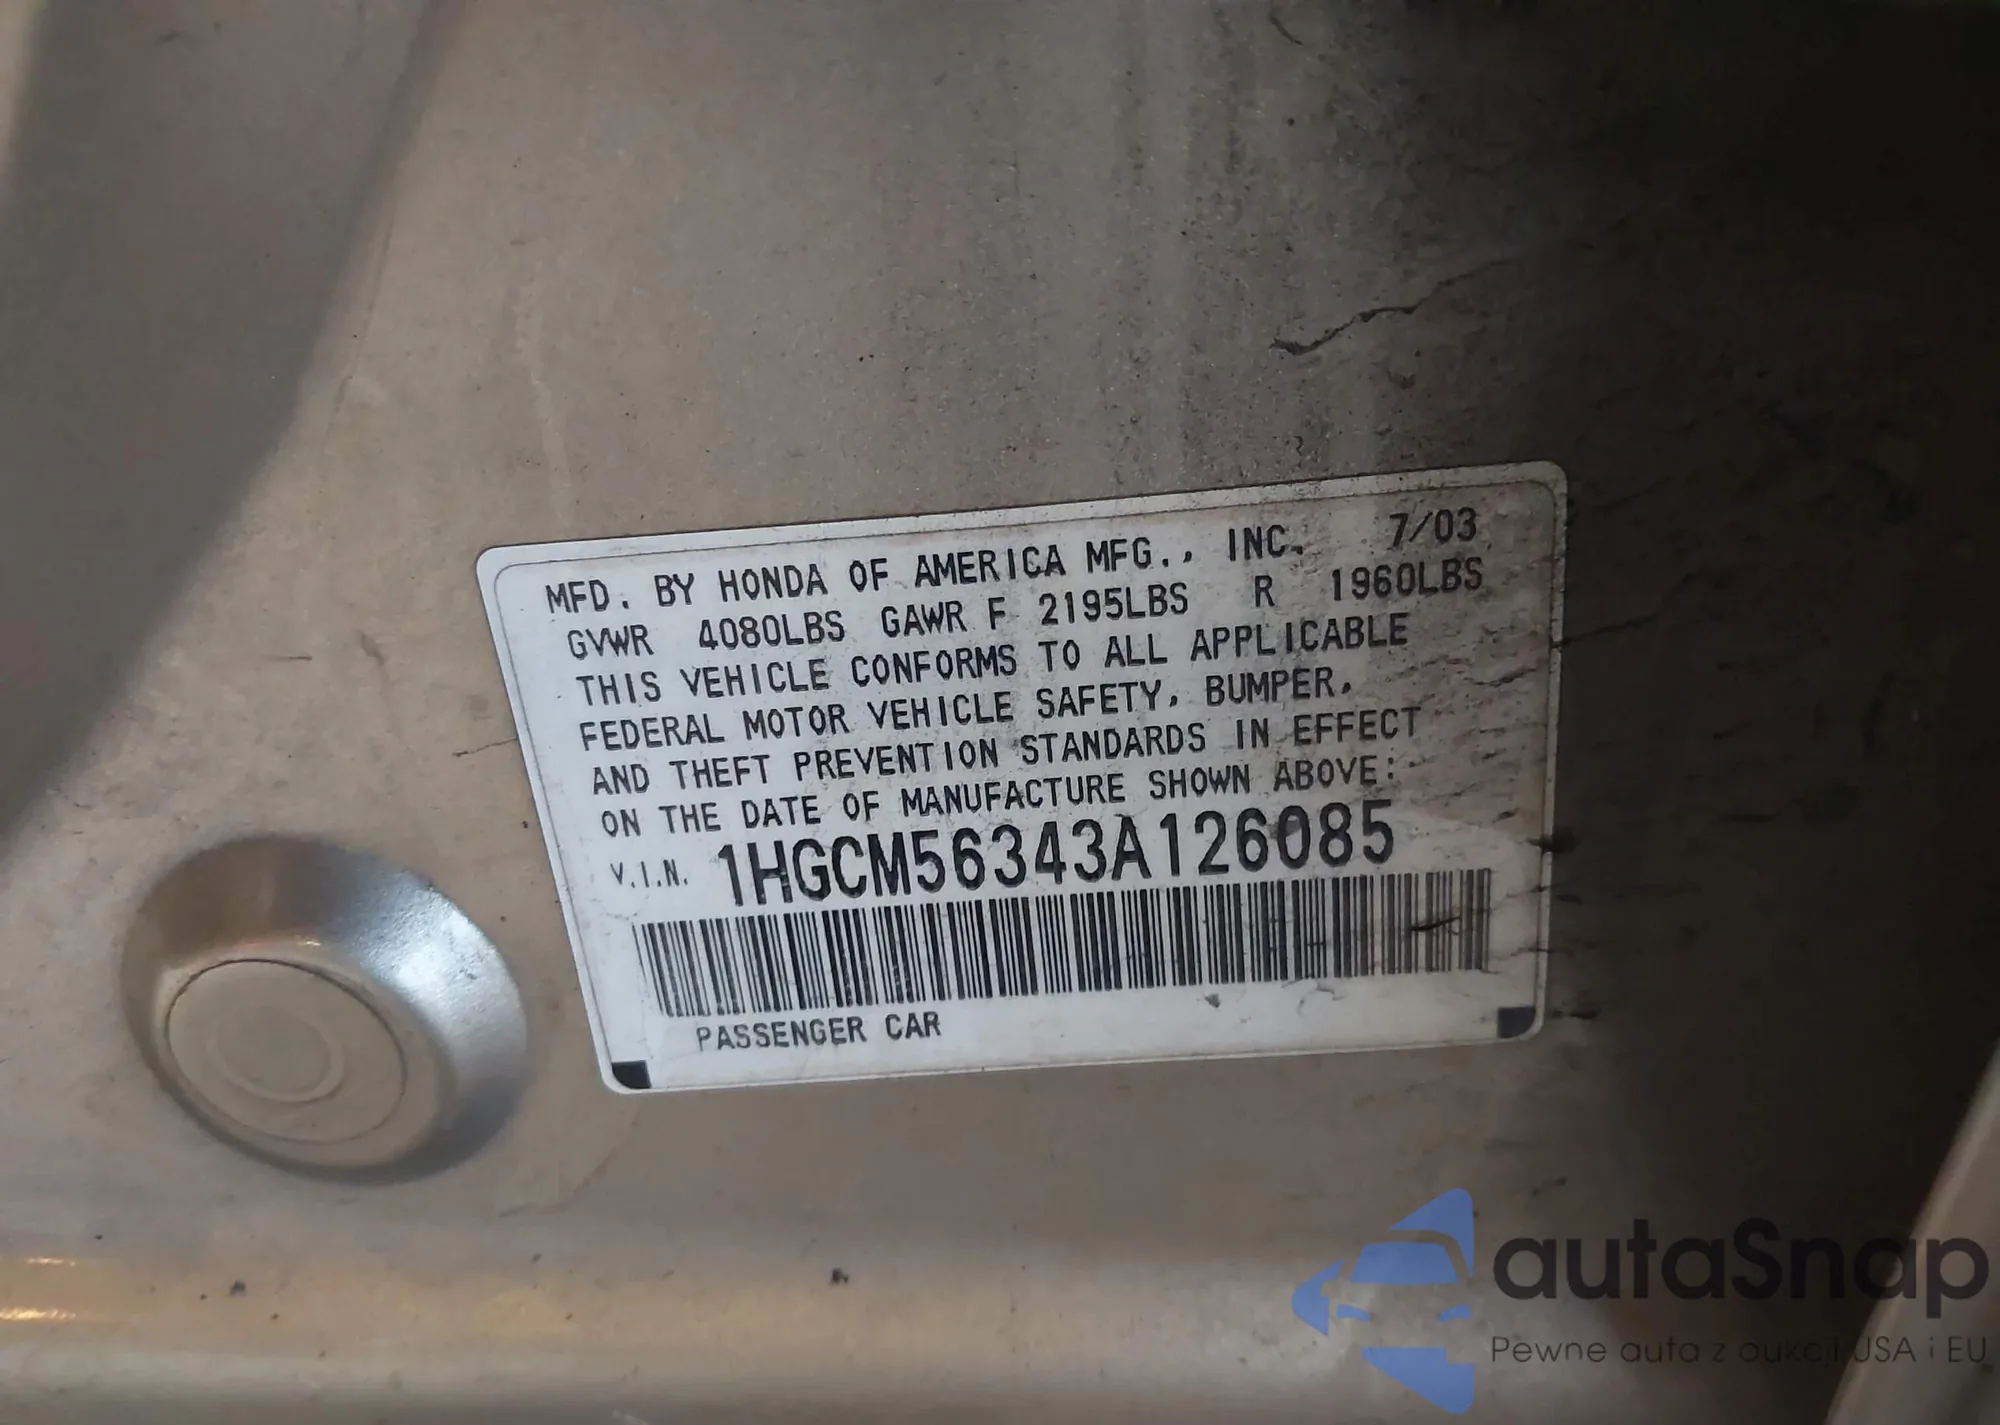 MFD. BY HONDA OF AMERICA MFG., INC. 7/03
GVWR 4080LBS GAWR F 2195LBS R 1960LBS
THIS VEHICLE CONFORMS TO ALL APPLICABLE
FEDERAL MOTOR VEHICLE SAFETY, BUMPER,
AND THEFT PREVENTION STANDARDS IN EFFECT
ON THE DATE OF MANUFACTURE SHOWN ABOVE:
V.I.N. 1HGCM56343A126085
PASSENGER CAR
autaSnap
Pewne auta z aukcji USA i EU